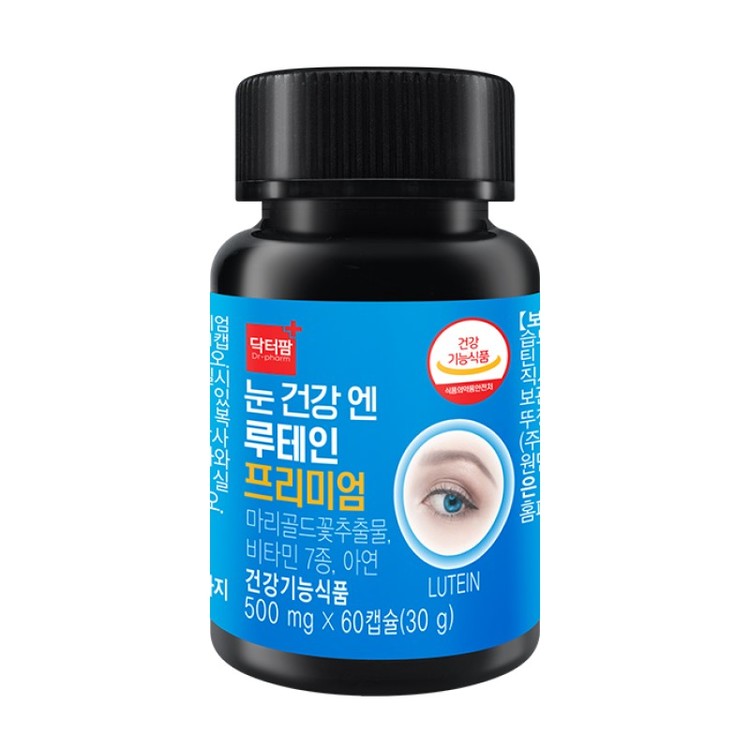 닥터팜
Dr+pharm
눈 건강 엔
루테인
프리미엄
마리골드꽃추출물,
비타민 7종, 아연
건강기능식품
500 mg X 60캡슐(30 g)
건강
기능식품
식품의약품안전처
LUTEIN